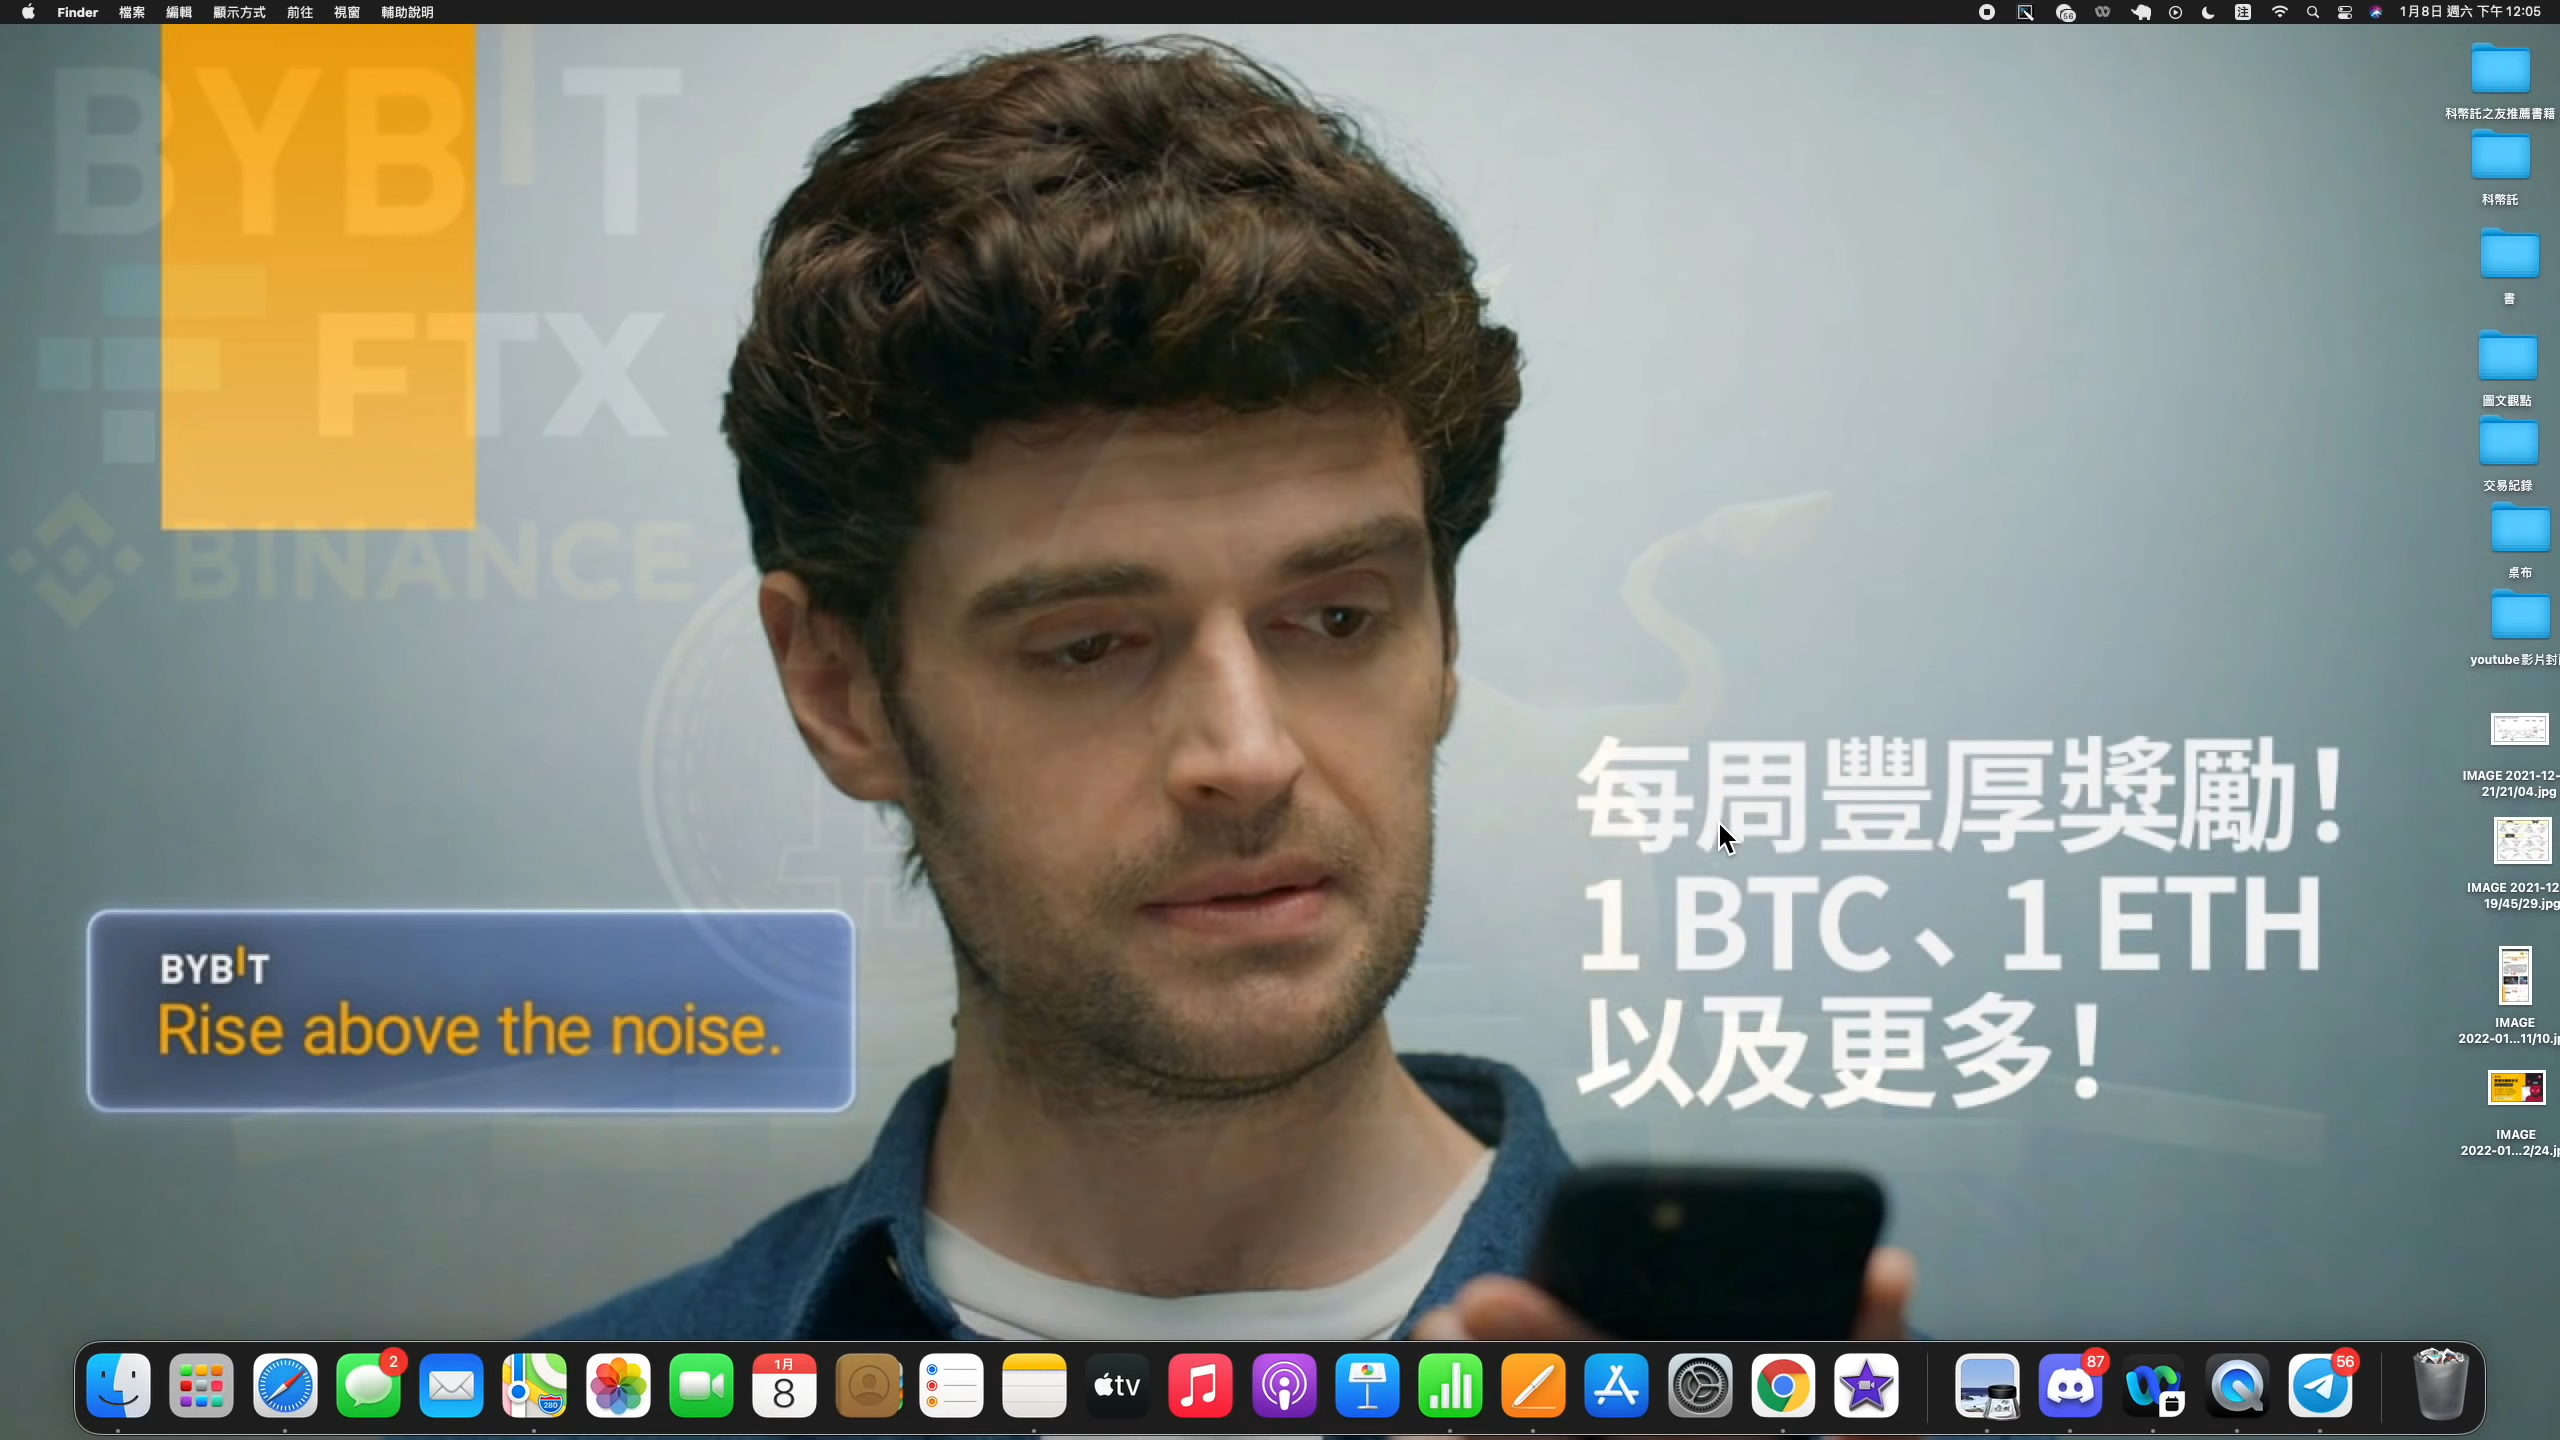 Finder 檔案 編輯 顯示方式 前往 視窗 輔助說明
56
注
1月8日 週六 下午 12:05
BYBIT
FTX
BINANCE
BYBIT
Rise above the noise.
每周豐厚獎勵！
1 BTC、1 ETH
以及更多！
科幣託之友推薦書籍
科幣託
書
圖文觀點
交易紀錄
桌布
youtube影片封
IMAGE 2021-12-
21/21/04.jpg
IMAGE 2021-12
19/45/29.jpg
IMAGE
2022-01...11/10.j
IMAGE
2022-01...2/24.j
2
280
1月
8
tv
87
56